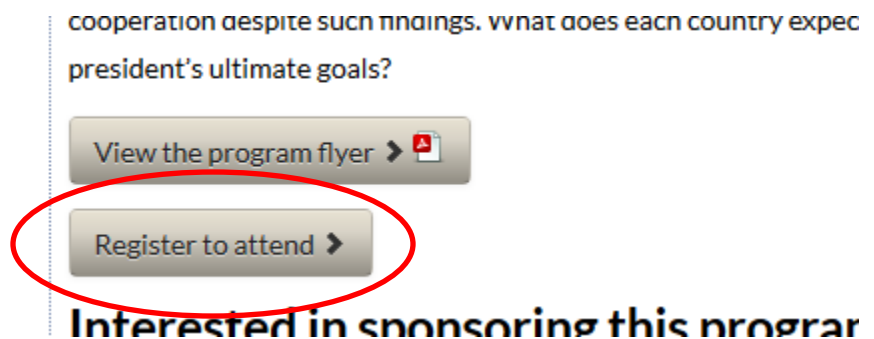 cooperation despite such findings. What does each country expec
president's ultimate goals?
View the program flyer
Register to attend
Interested in sponsoring this program